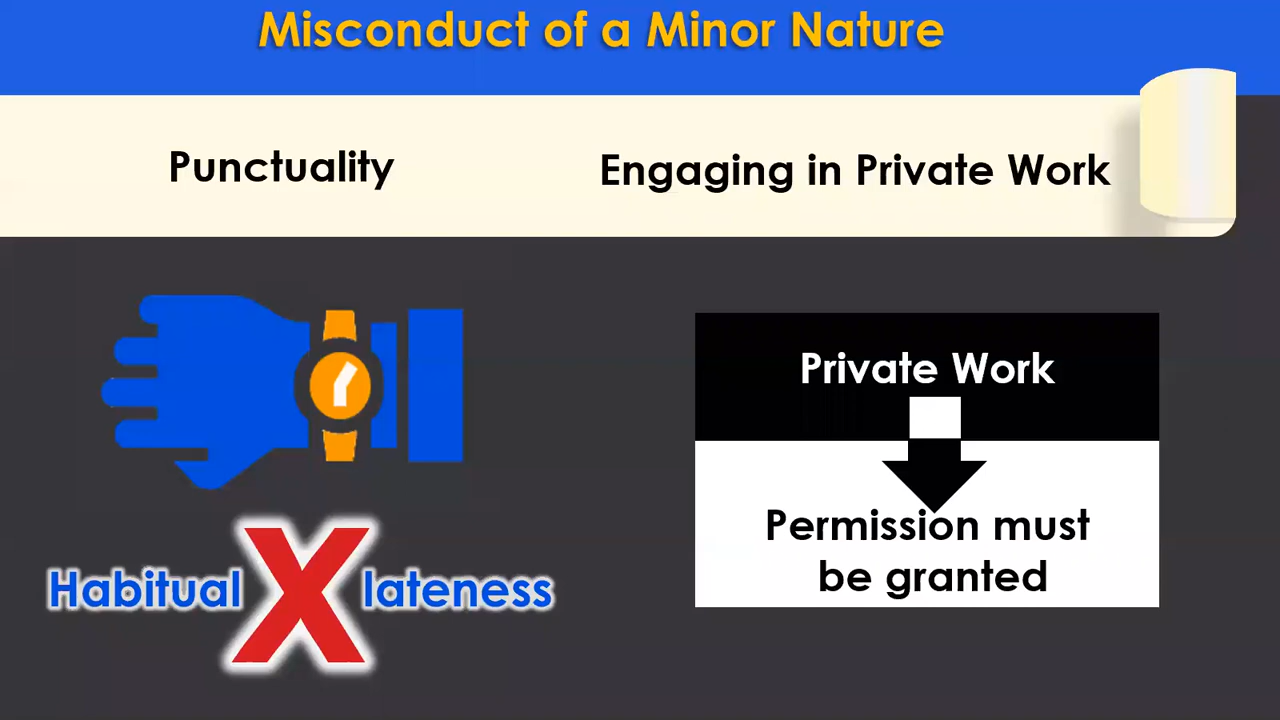 Misconduct of a Minor Nature
Punctuality
Engaging in Private Work
Habitual X lateness
Private Work
Permission must
be granted